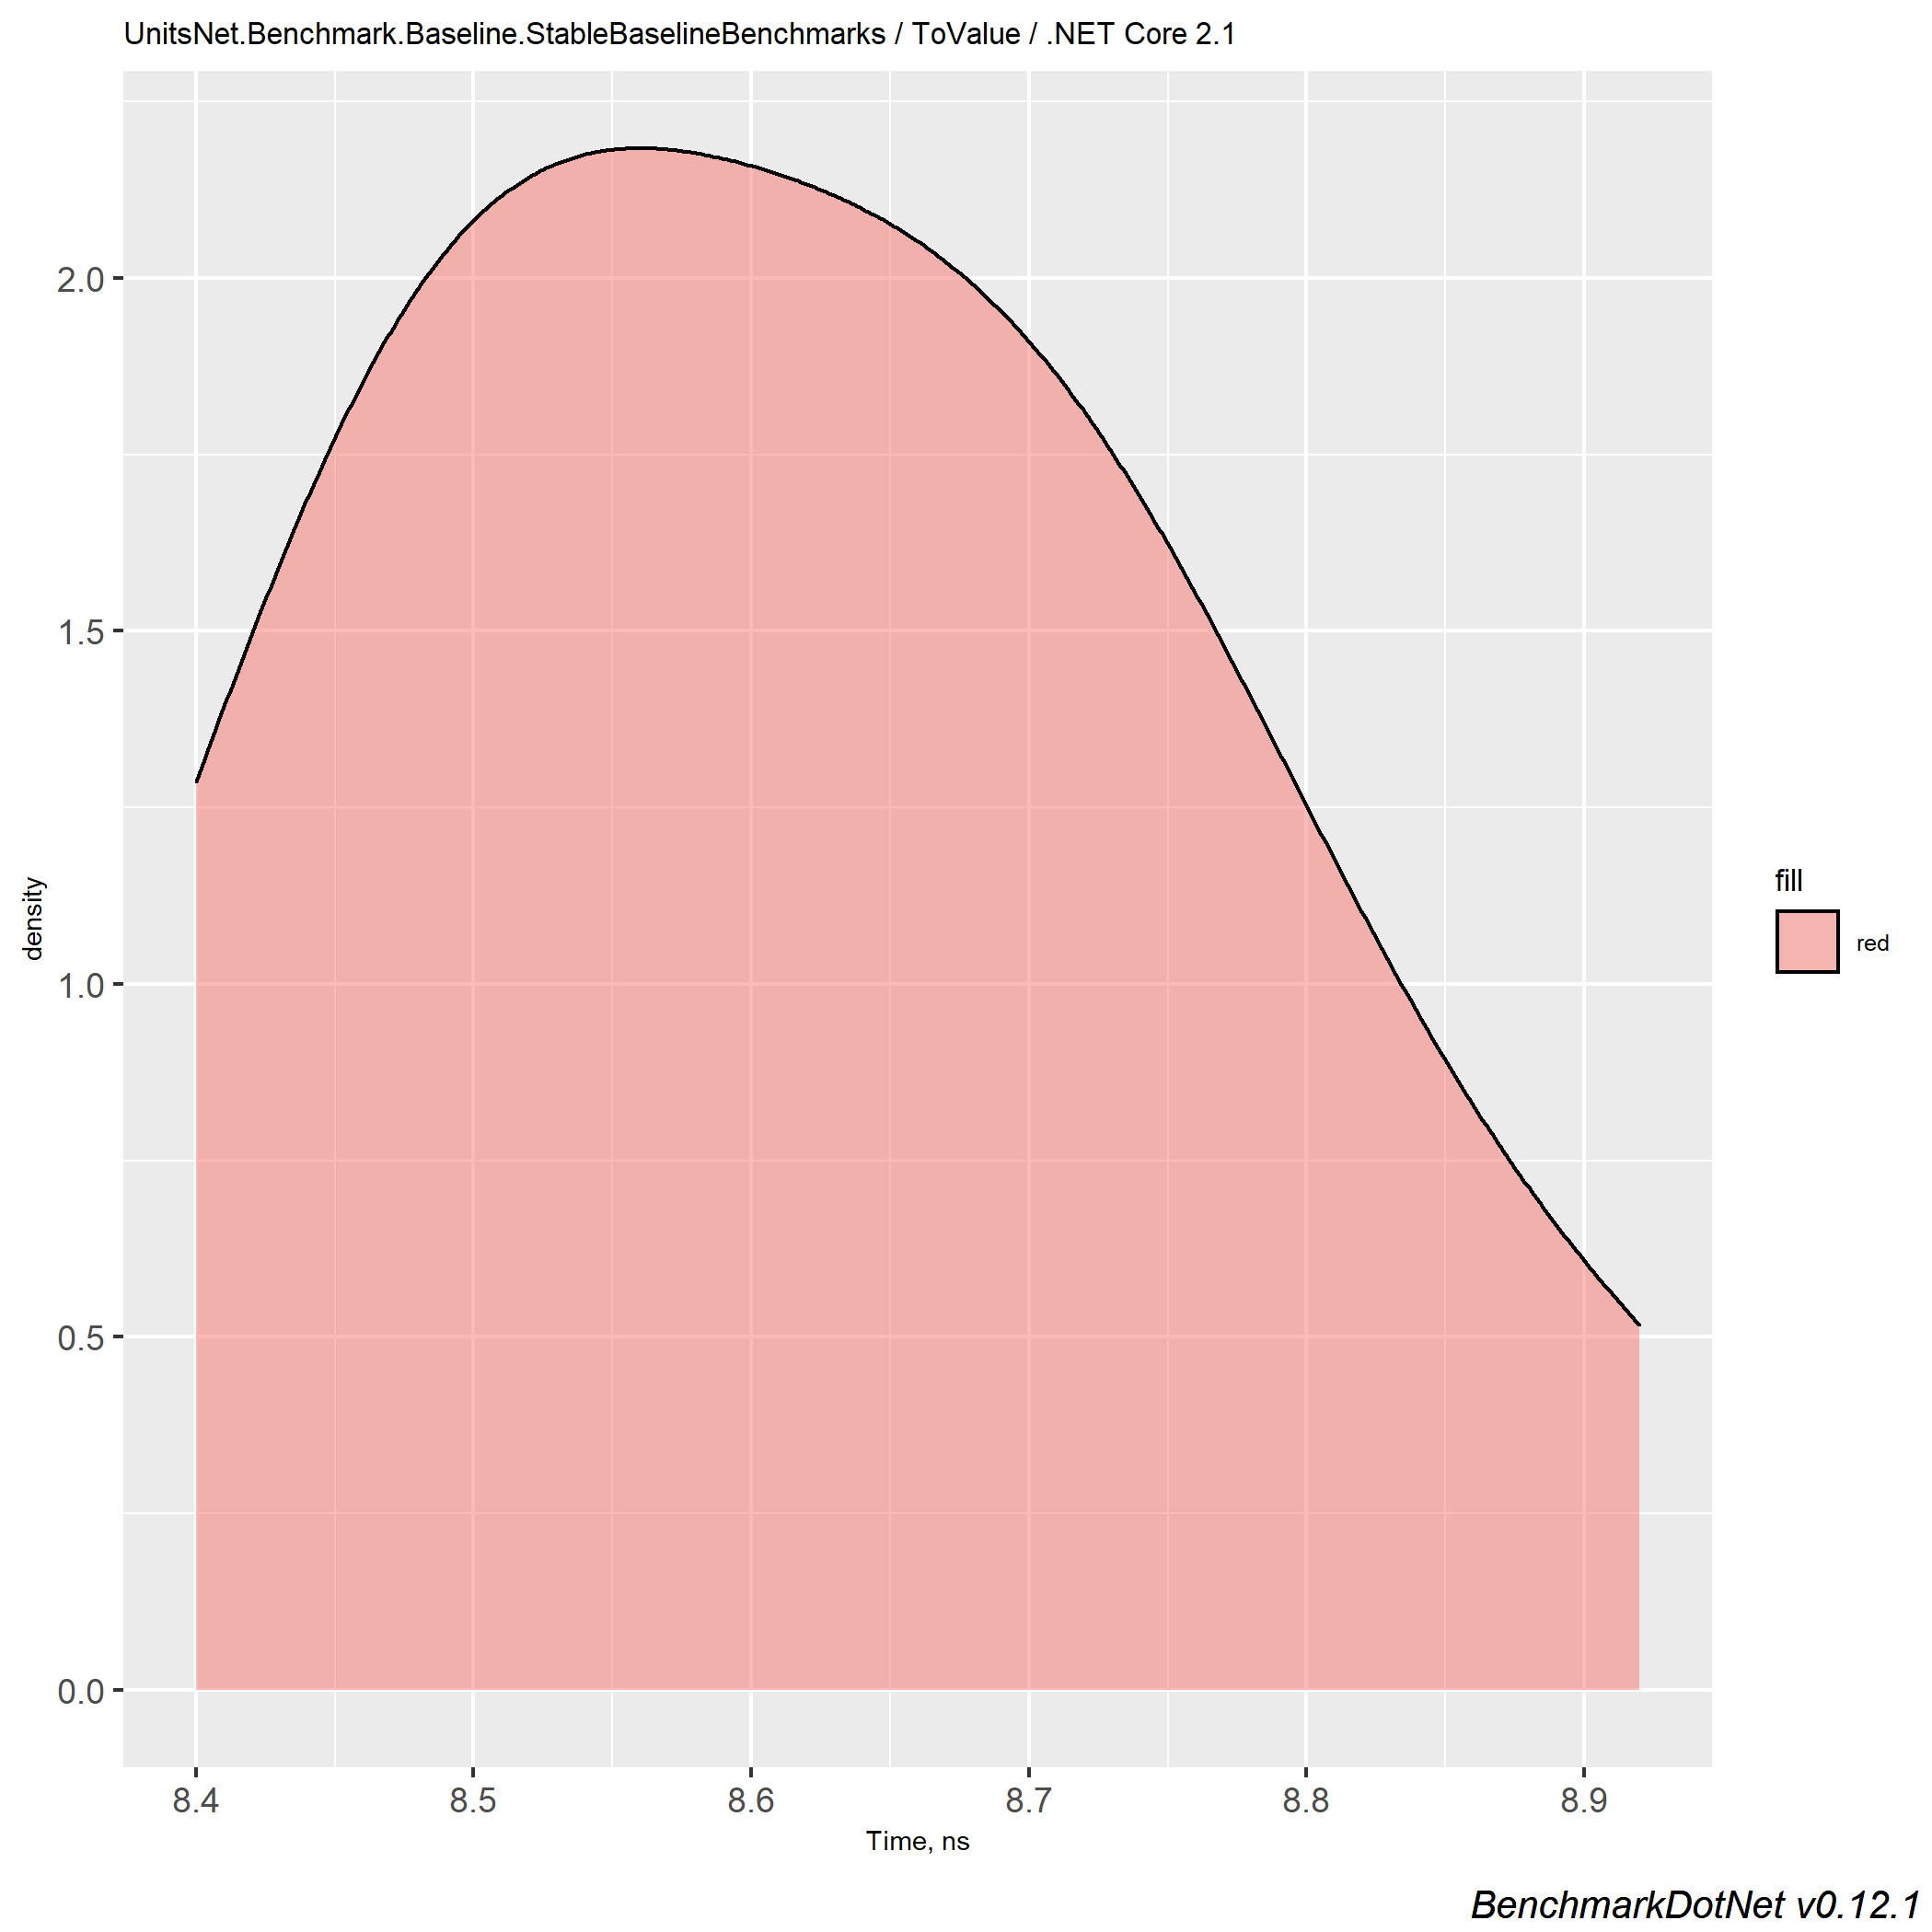 UnitsNet.Benchmark.Baseline.StableBaselineBenchmarks / ToValue / .NET Core 2.1
density
2.0
1.5
1.0
0.5
0.0
8.4 8.5 8.6 8.7 8.8 8.9
Time, ns
fill
red
BenchmarkDotNet v0.12.1